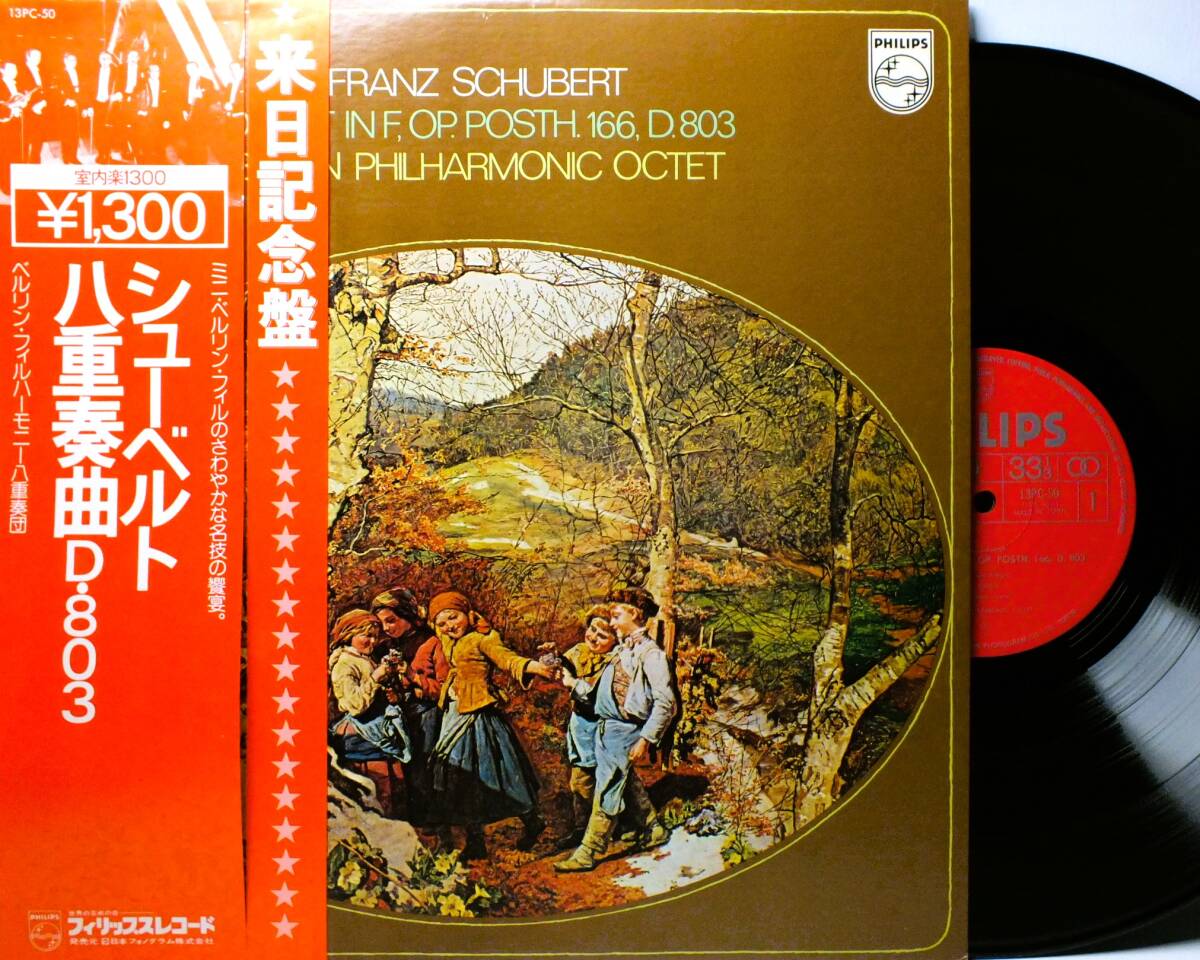 13PC-50
室内楽1300
¥1,300
ミニ・ベルリン・フィルのさわやかな名技の饗宴。
シューベルト
八重奏曲D.803
ベルリン・フィルハーモニー八重奏団
PHILIPS
フィリップスレコード
発売元 日本フォノグラム株式会社
来日記念盤
FRANZ SCHUBERT
T IN F, OP. POSTH. 166, D. 803
N PHILHARMONIC OCTET
PHILIPS
LIPS
33⅓
13PC-50
1
OP. POSTH. 166, D. 803